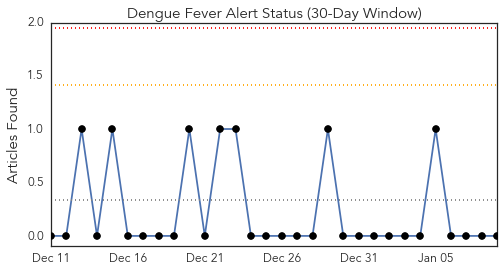 Dengue Fever Alert Status (30-Day Window)
Articles Found
2.0
1.5
1.0
0.5
0.0
Dec 11 Dec 16 Dec 21 Dec 26 Dec 31 Jan 05